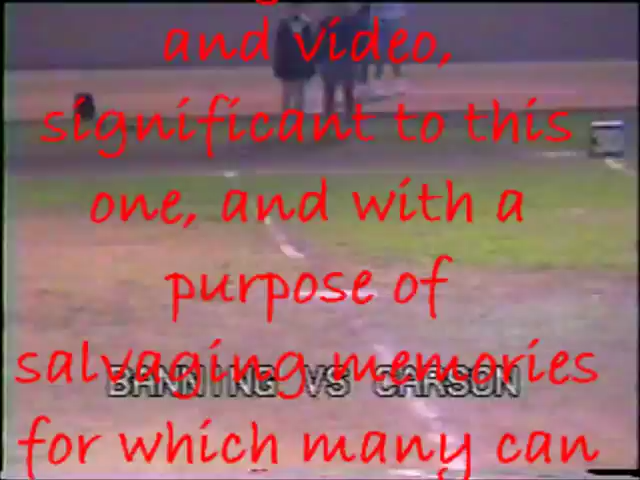 and video,
significant to this
one, and with a
purpose of
salvaging memories
BANNING VS CARSON
for which many can